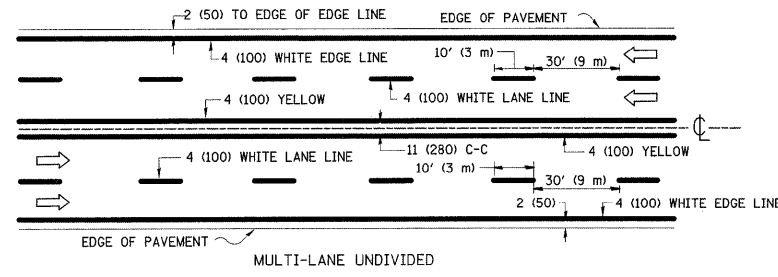 2 (50) TO EDGE OF EDGE LINE
EDGE OF PAVEMENT
4 (100) WHITE EDGE LINE
10' (3 m)
30' (9 m)
4 (100) YELLOW
4 (100) WHITE LANE LINE
℄
4 (100) WHITE LANE LINE
11 (280) C-C
4 (100) YELLOW
10' (3 m)
30' (9 m)
2 (50)
4 (100) WHITE EDGE LINE
EDGE OF PAVEMENT
MULTI-LANE UNDIVIDED